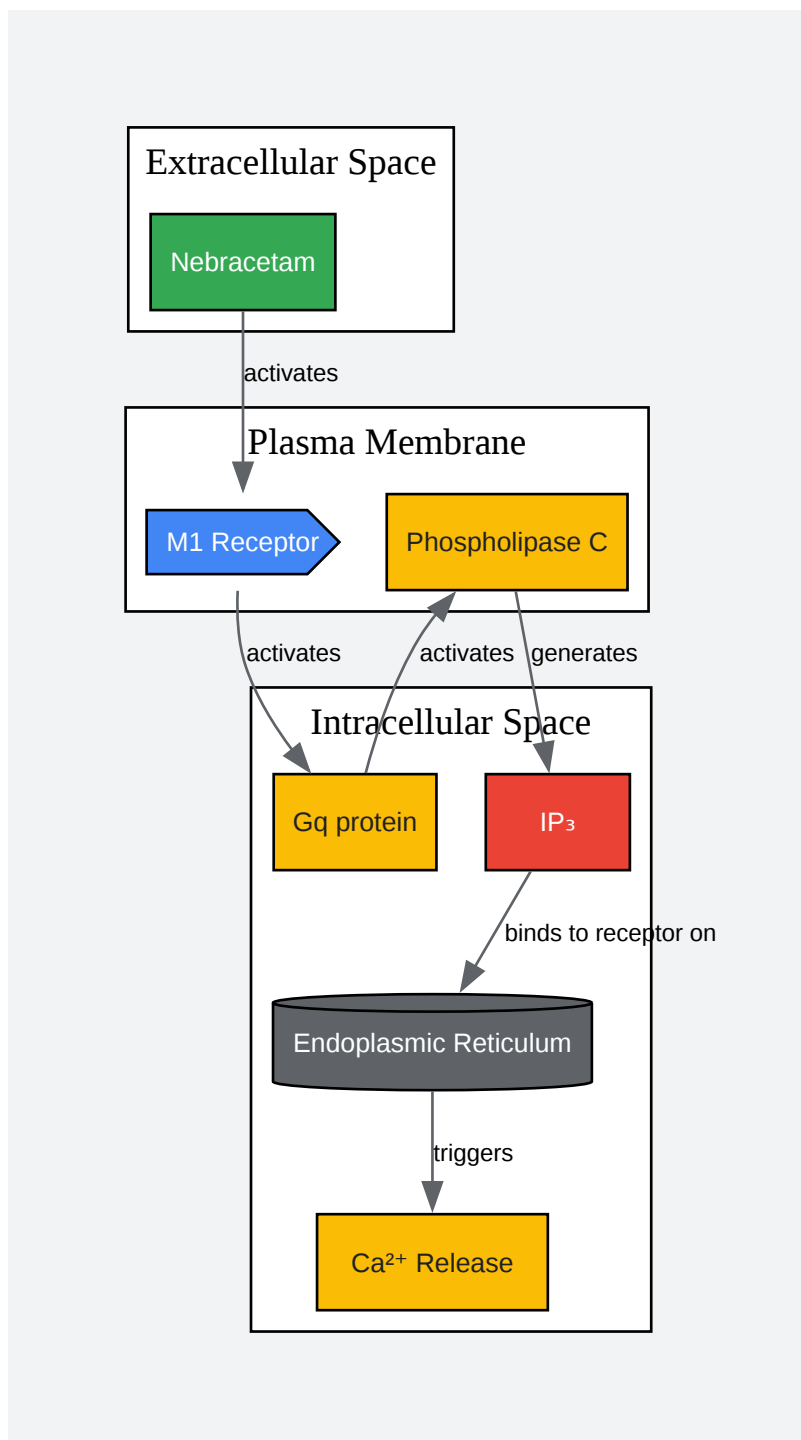 Extracellular Space
Nebracetam
activates
Plasma Membrane
M1 Receptor
Phospholipase C
activates
activates
generates
Intracellular Space
Gq protein
IP₃
binds to receptor on
Endoplasmic Reticulum
triggers
Ca²⁺ Release